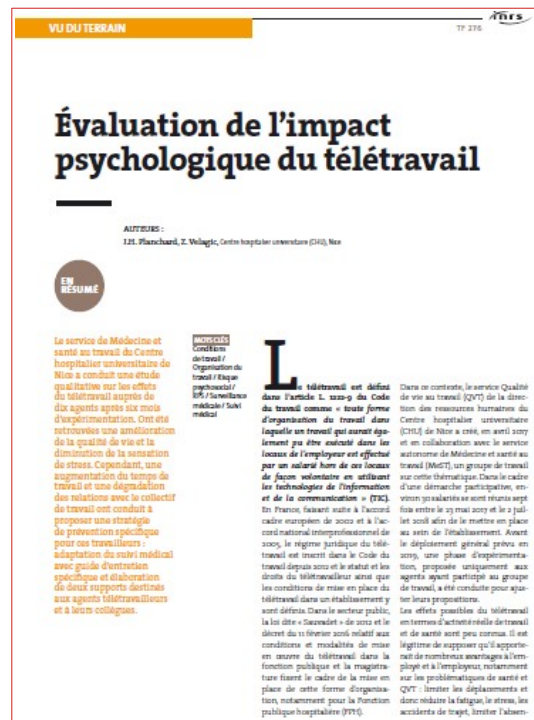 VU DU TERRAIN
inrs
TF 276
Évaluation de l'impact
psychologique du télétravail
AUTEURS :
J.H. Planchard, Z. Velagic, Centre hospitalier universitaire (CHU), Nice
EN
RÉSUMÉ
Le service de Médecine et
santé au travail du Centre
hospitalier universitaire de
Nice a conduit une étude
qualitative sur les effets
du télétravail auprès de
dix agents après six mois
d'expérimentation. Ont été
retrouvées une amélioration
de la qualité de vie et la
diminution de la sensation
de stress. Cependant, une
augmentation du temps de
travail et une dégradation
des relations avec le collectif
de travail ont conduit à
proposer une stratégie
de prévention spécifique
pour ces travailleurs :
adaptation du suivi médical
avec guide d'entretien
spécifique et élaboration
de deux supports destinés
aux agents télétravailleurs
et à leurs collègues.
MOTS CLÉS
Conditions
de travail /
Organisation du
travail / Risque
psychosocial /
RPS / Surveillance
médicale / Suivi
médical
Le télétravail est défini
dans l'article L. 1222-9 du Code
du travail comme « toute forme
d'organisation du travail dans
laquelle un travail qui aurait éga-
lement pu être exécuté dans les
locaux de l'employeur est effectué
par un salarié hors de ces locaux
de façon volontaire en utilisant
les technologies de l'information
et de la communication » (TIC).
En France, faisant suite à l'accord
cadre européen de 2002 et à l'ac-
cord national interprofessionnel de
2005, le régime juridique du télé-
travail est inscrit dans le Code du
travail depuis 2012 et le statut et les
droits du télétravailleur ainsi que
les conditions de mise en place du
télétravail dans un établissement y
sont définis. Dans le secteur public,
la loi dite « Sauvadet » de 2012 et le
décret du 11 février 2016 relatif aux
conditions et modalités de mise
en œuvre du télétravail dans la
fonction publique et la magistra-
ture fixent le cadre de la mise en
place de cette forme d'organisa-
tion, notamment pour la Fonction
publique hospitalière (FPH).
Dans ce contexte, le service Qualité
de vie au travail (QVT) de la direc-
tion des ressources humaines du
Centre hospitalier universitaire
(CHU) de Nice a créé, en avril 2017
et en collaboration avec le service
autonome de Médecine et santé au
travail (MeST), un groupe de travail
sur cette thématique. Dans le cadre
d'une démarche participative, en-
viron 30 salariés se sont réunis sept
fois entre le 23 mai 2017 et le 2 juil-
let 2018 afin de le mettre en place
au sein de l'établissement. Avant
le déploiement général prévu en
2019, une phase d'expérimenta-
tion, proposée uniquement aux
agents ayant participé au groupe
de travail, a été conduite pour ajus-
ter leurs propositions.
Les effets possibles du télétravail
en termes d'activité réelle de travail
et de santé sont peu connus. Il est
légitime de supposer qu'il apporte-
rait de nombreux avantages à l'em-
ployé et à l'employeur, notamment
sur les problématiques de santé et
QVT : limiter les déplacements et
donc réduire la fatigue, le stress, les
accidents de trajet, limiter l'absen-